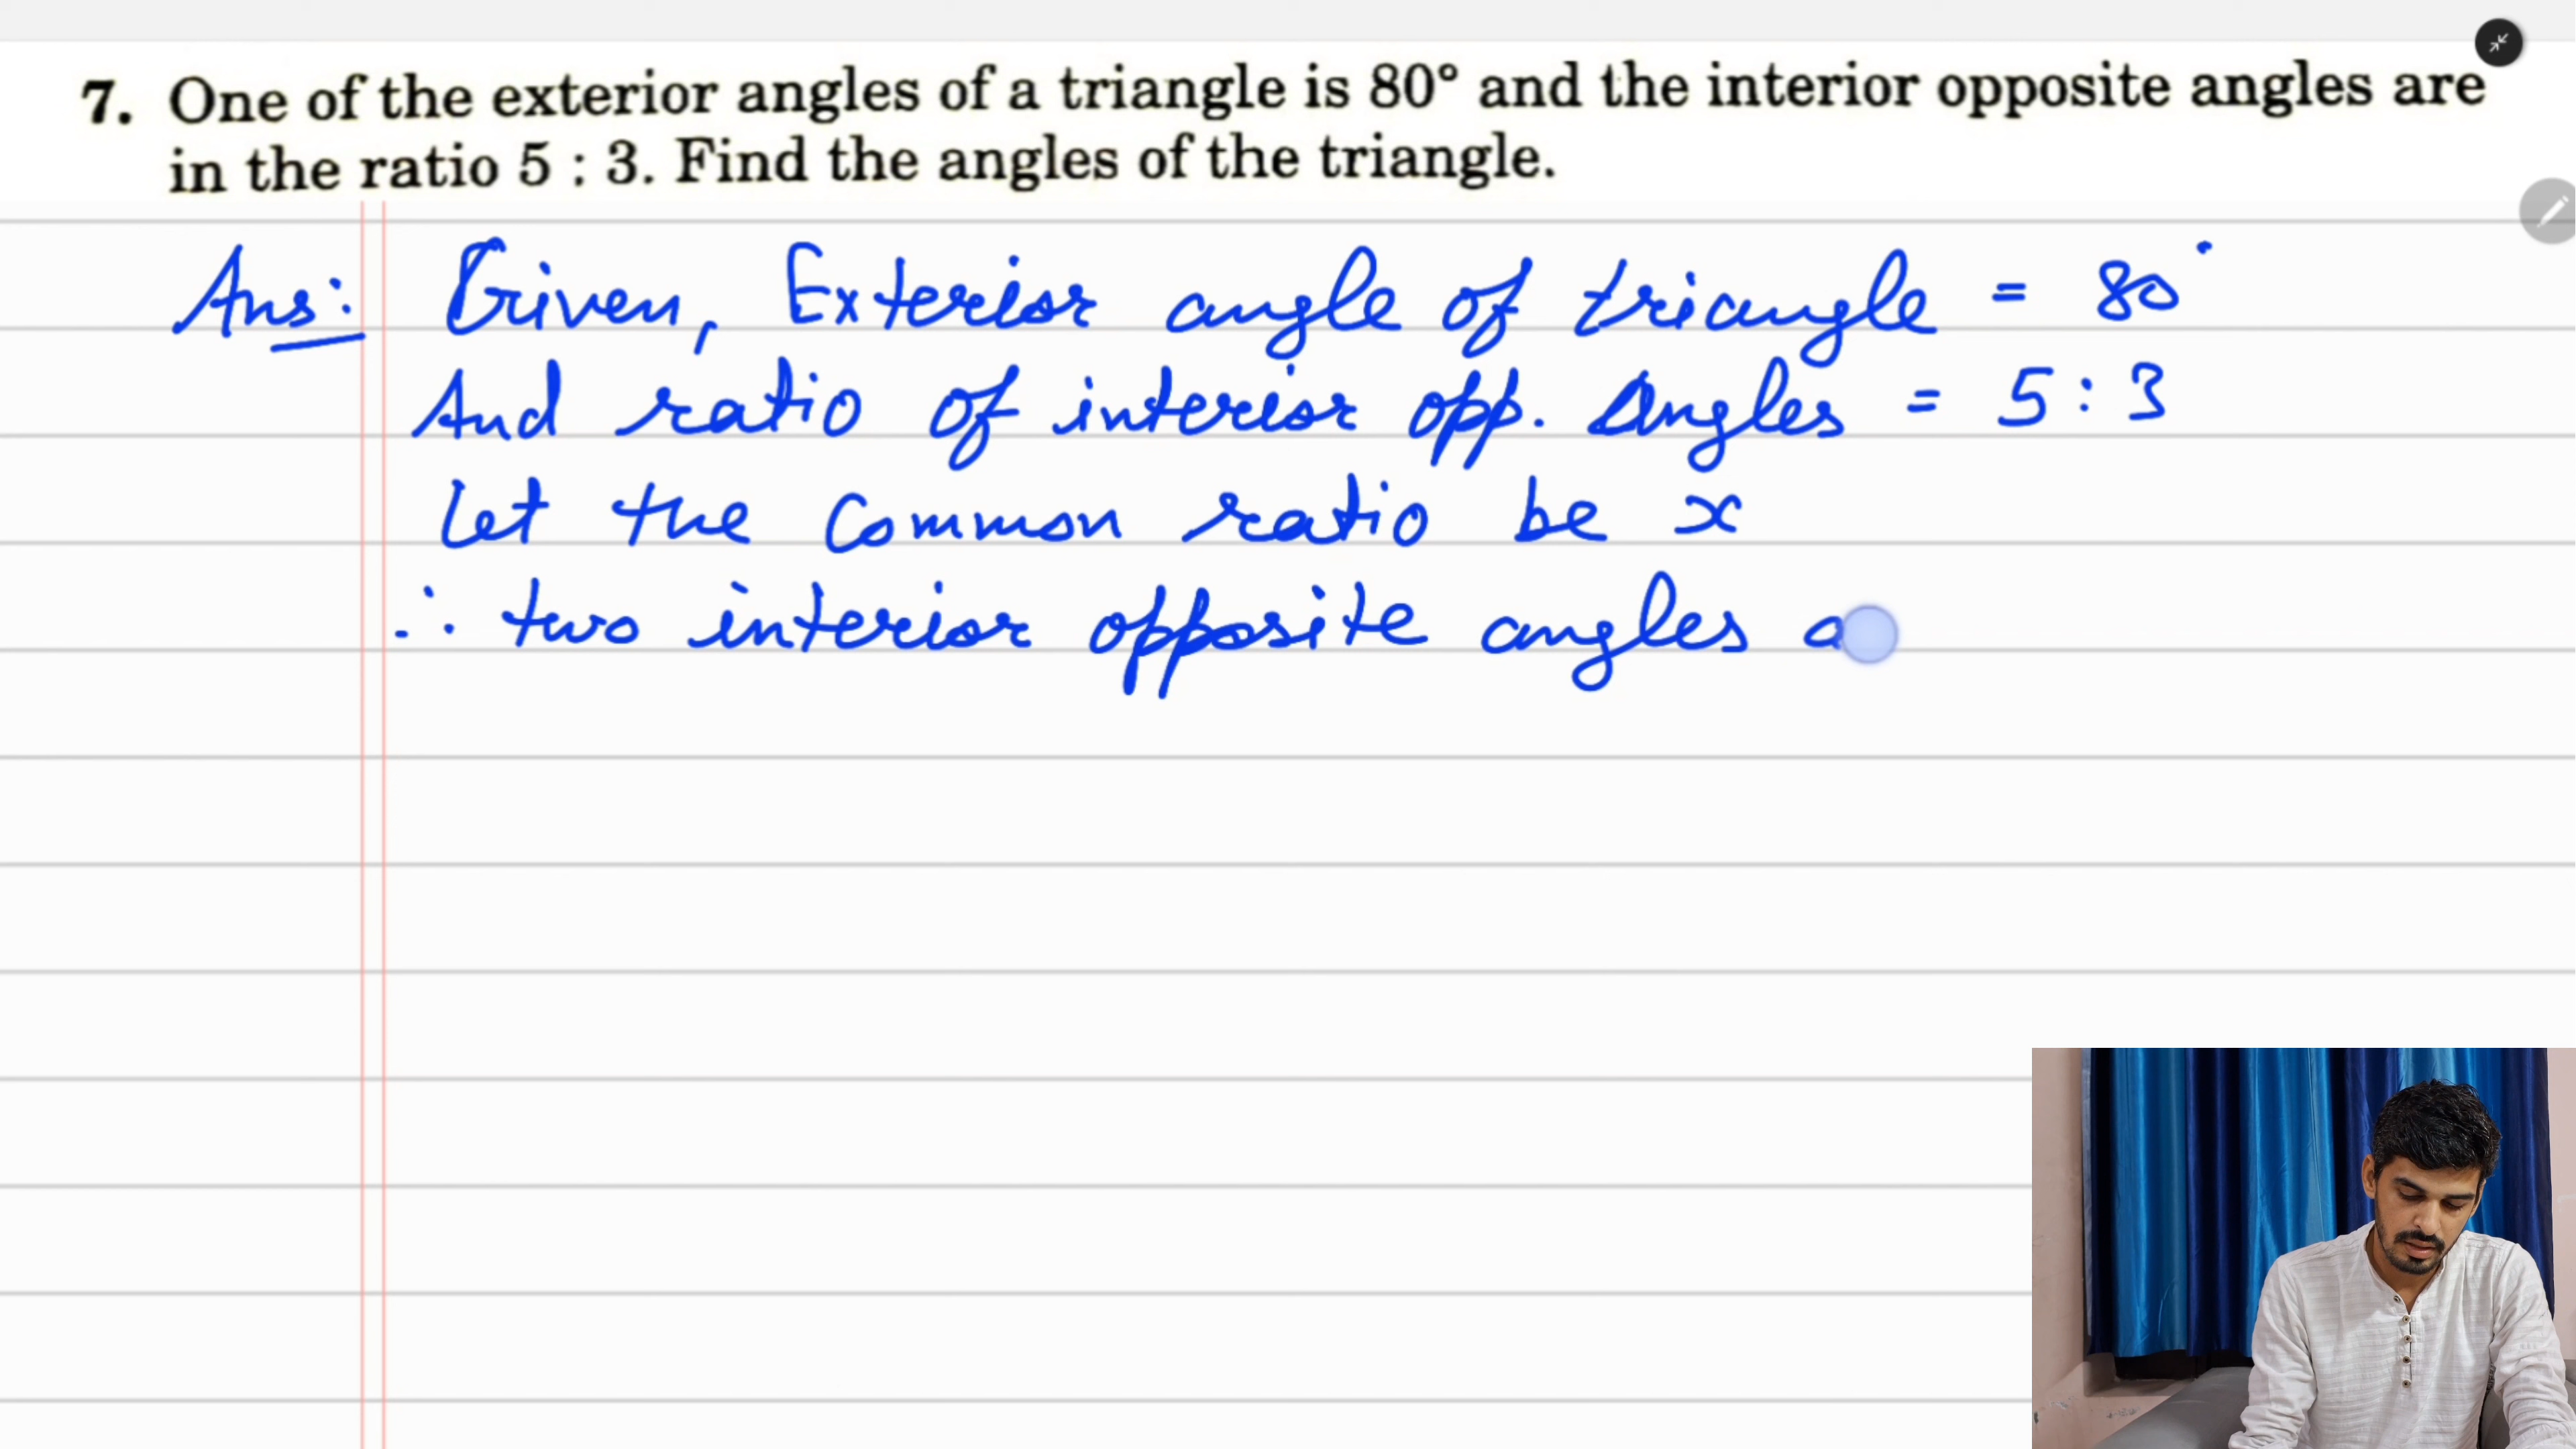 7. One of the exterior angles of a triangle is 80° and the interior opposite angles are
in the ratio 5 : 3. Find the angles of the triangle.
Ans: Given, Exterior angle of triangle = 80°
And ratio of interior opp. Angles = 5 : 3
Let the Common ratio be x
∴ two interior opposite angles a